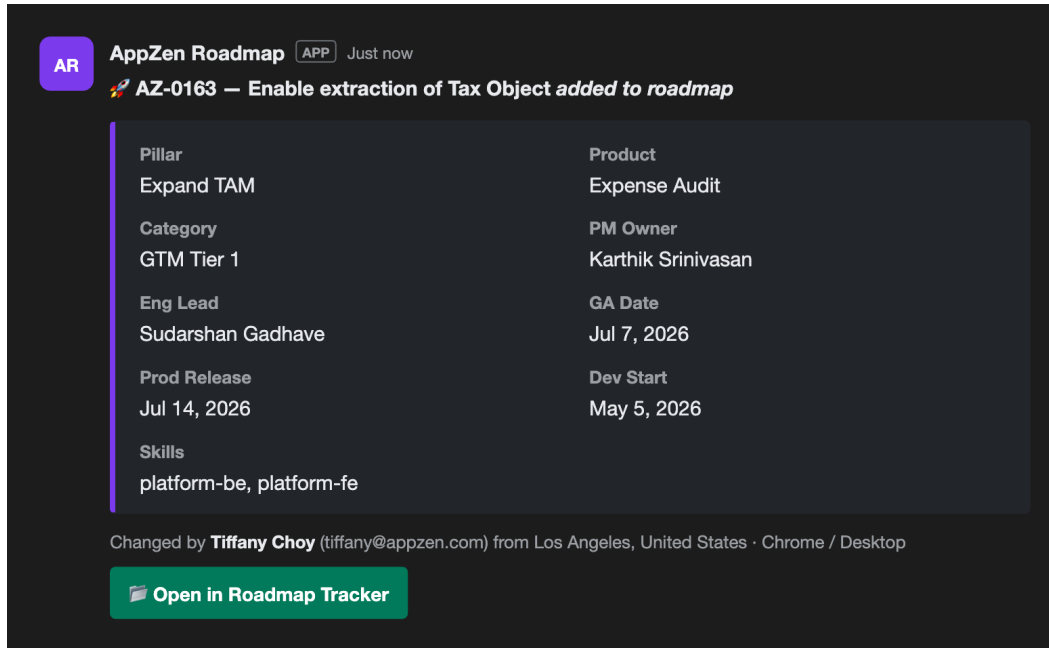 AR
AppZen Roadmap APP Just now
🚀 AZ-0163 — Enable extraction of Tax Object added to roadmap
Pillar
Expand TAM
Product
Expense Audit
Category
GTM Tier 1
PM Owner
Karthik Srinivasan
Eng Lead
Sudarshan Gadhave
GA Date
Jul 7, 2026
Prod Release
Jul 14, 2026
Dev Start
May 5, 2026
Skills
platform-be, platform-fe
Changed by Tiffany Choy (tiffany@appzen.com) from Los Angeles, United States · Chrome / Desktop
📁 Open in Roadmap Tracker